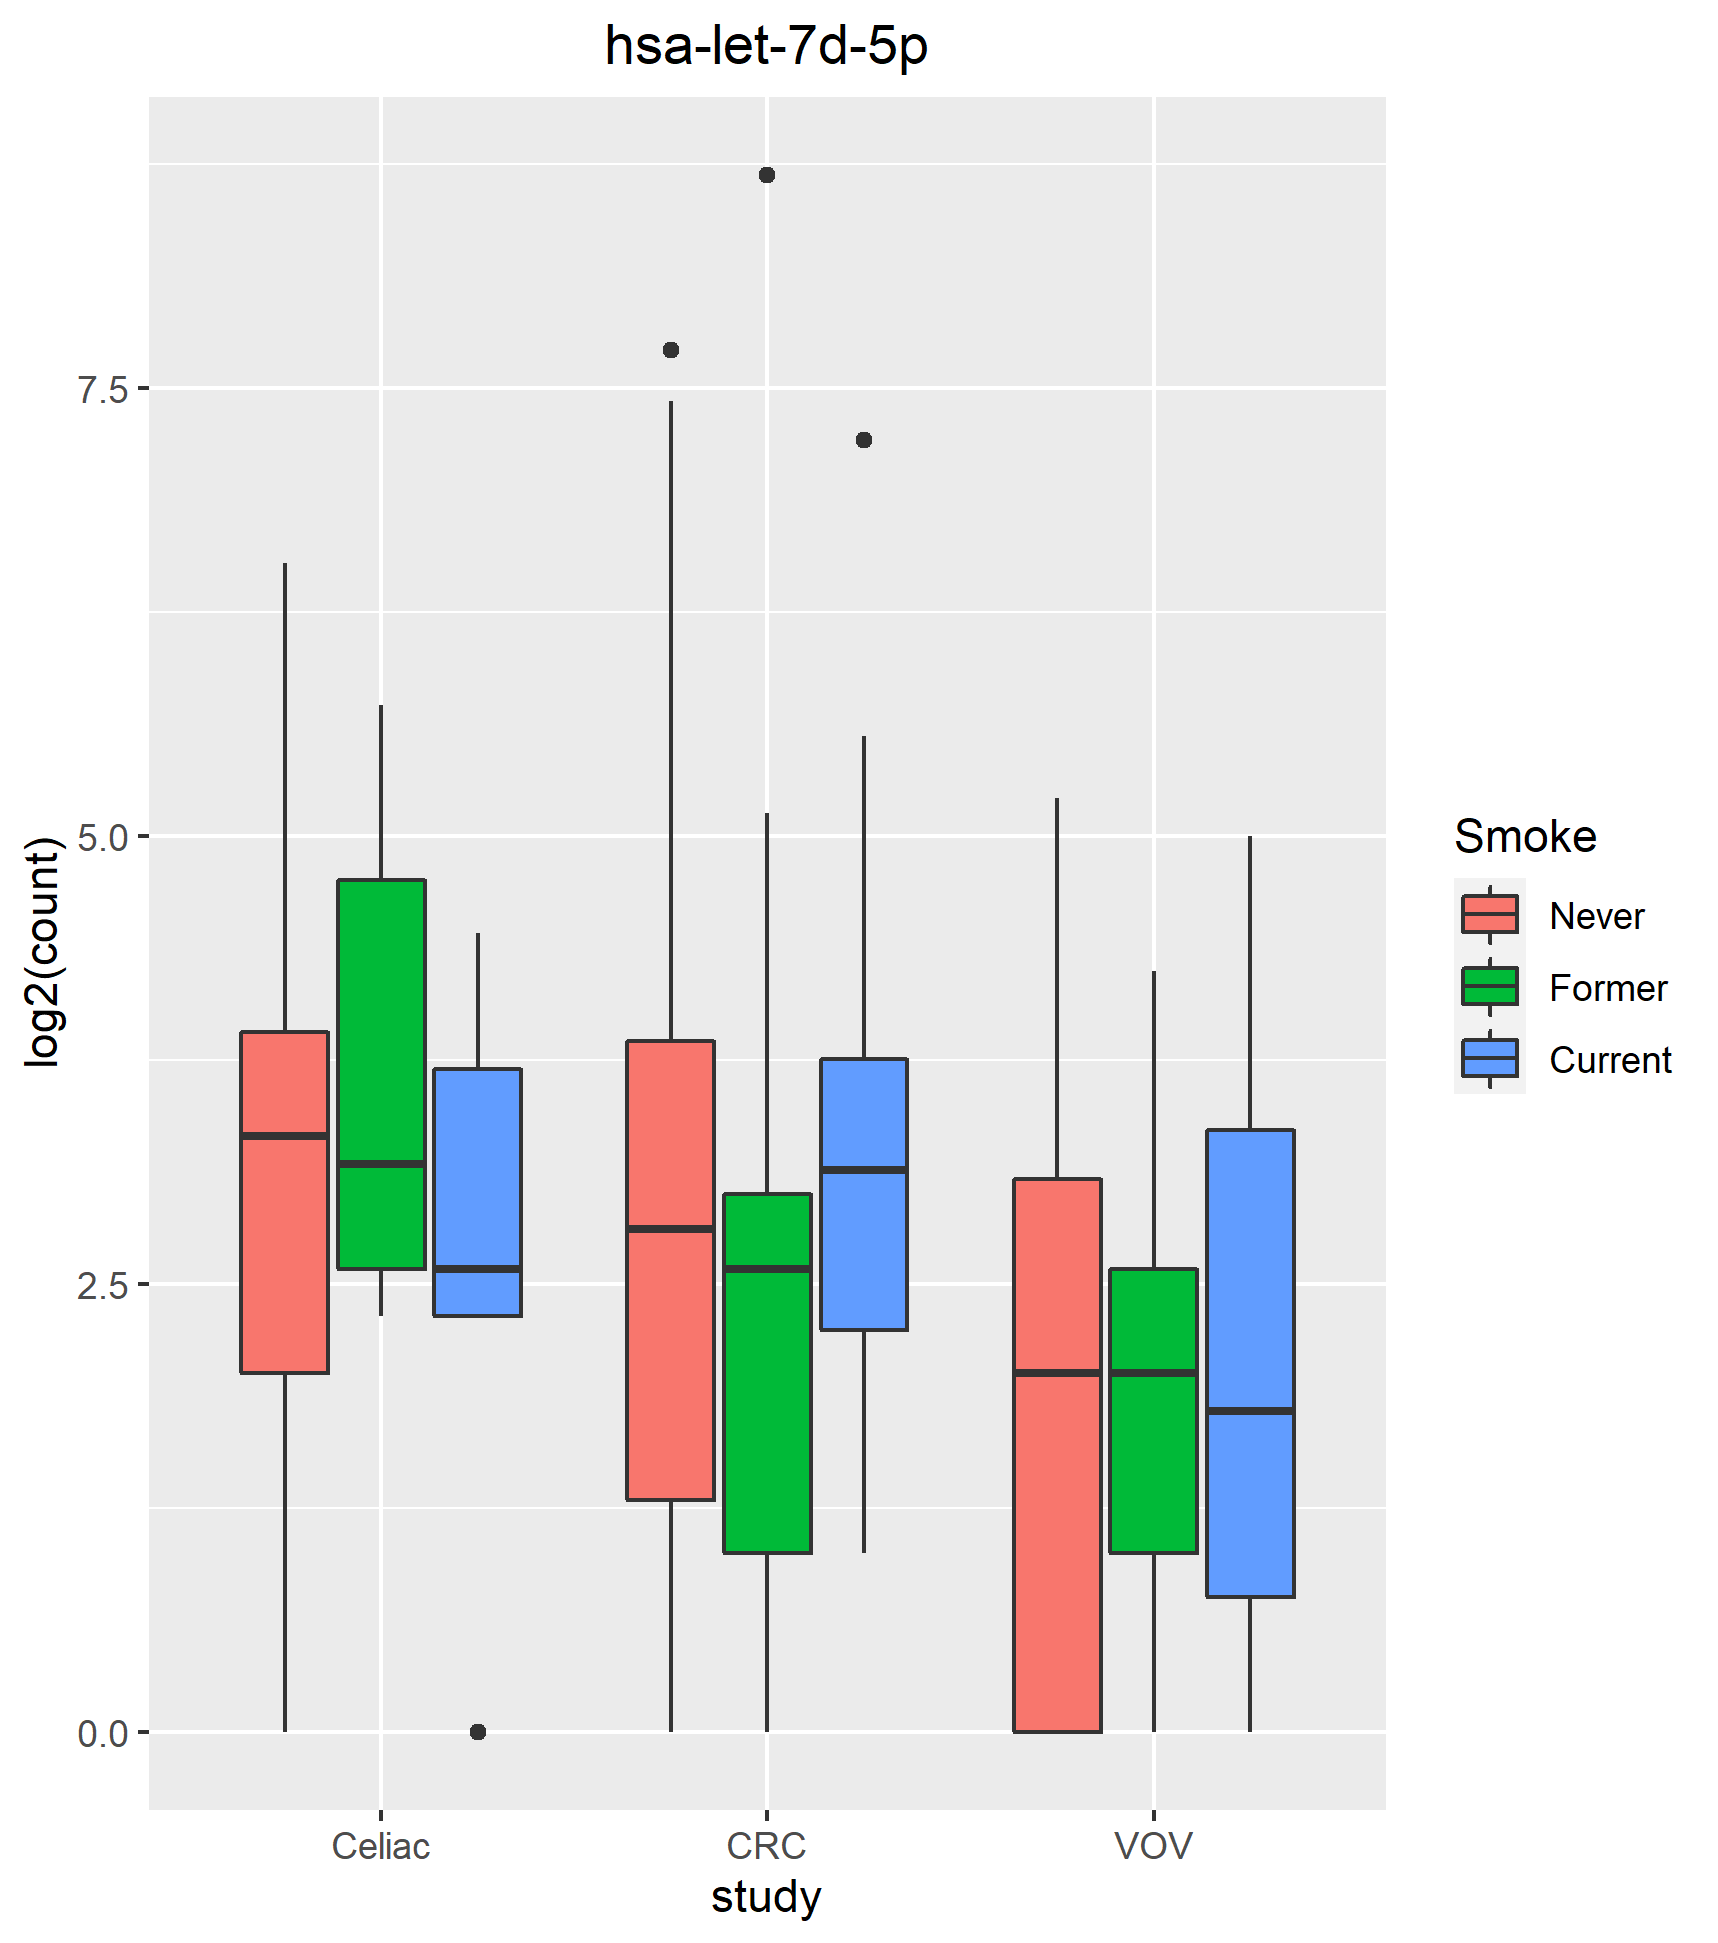 hsa-let-7d-5p
log2(count)
7.5
5.0
2.5
0.0
Celiac CRC VOV
study
Smoke
Never
Former
Current